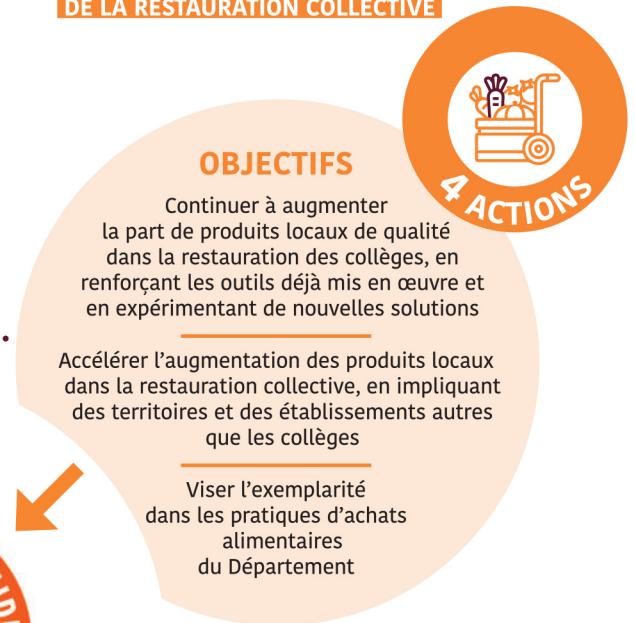 DE LA RESTAURATION COLLECTIVE
4 ACTIONS
OBJECTIFS
Continuer à augmenter
la part de produits locaux de qualité
dans la restauration des collèges, en
renforçant les outils déjà mis en œuvre et
en expérimentant de nouvelles solutions
Accélérer l’augmentation des produits locaux
dans la restauration collective, en impliquant
des territoires et des établissements autres
que les collèges
Viser l’exemplarité
dans les pratiques d’achats
alimentaires
du Département